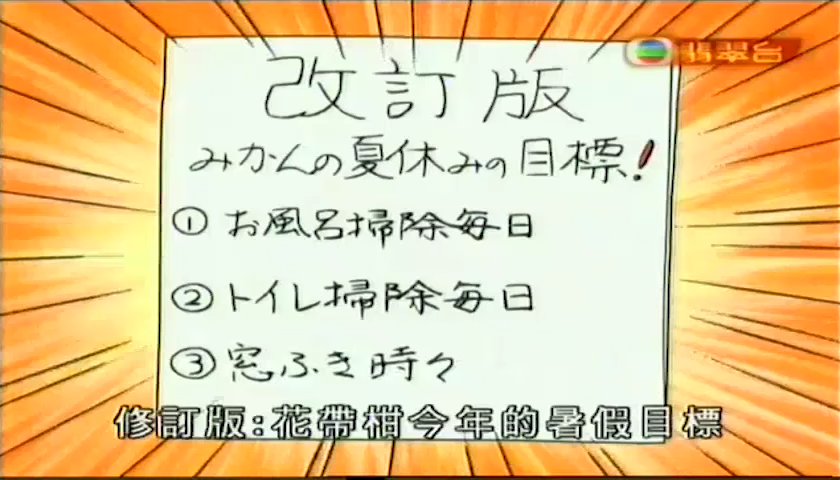 翡翠台
改訂版
みかんの夏休みの目標!
① お風呂掃除毎日
② トイレ掃除毎日
③ 窓ふき時々
修訂版:花帶柑今年的暑假目標